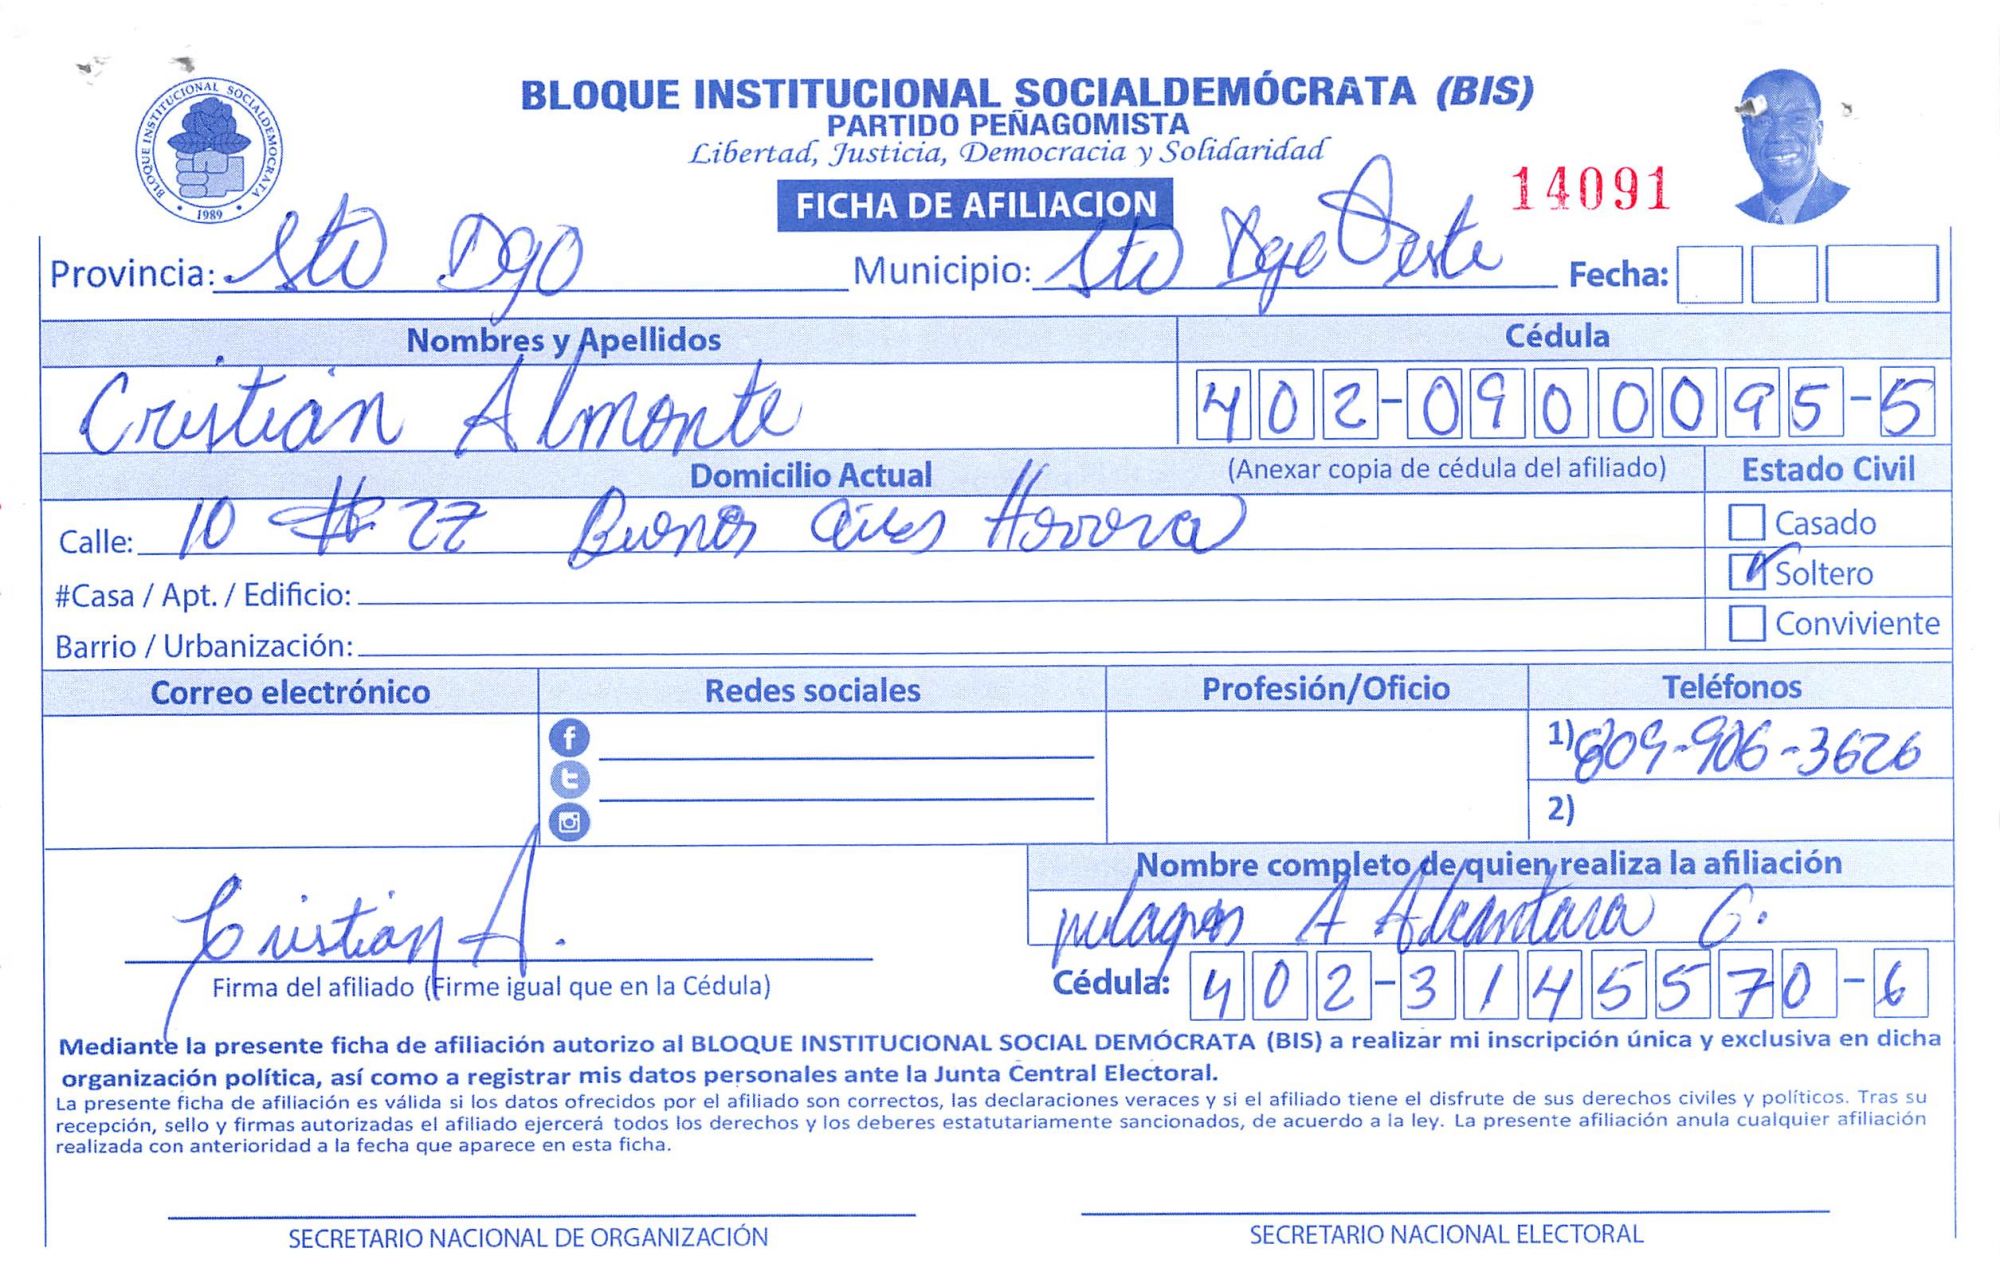 BLOQUE INSTITUCIONAL SOCIALDEMÓCRATA (BIS)
PARTIDO PEÑAGOMISTA
Libertad, Justicia, Democracia y Solidaridad
BLOQUE INSTITUCIONAL SOCIALDEMOCRATA
1989
FICHA DE AFILIACION
14091
Provincia: Sto Dgo Municipio: Sto Dgo Oeste Fecha:
Nombres y Apellidos Cédula
Cristian Almonte 402-0900095-5
Domicilio Actual (Anexar copia de cédula del afiliado) Estado Civil
Calle: 10 # 27 Buenos Aires Herrera
Casado
#Casa / Apt. / Edificio: Soltero
Barrio / Urbanización: Conviviente
Correo electrónico Redes sociales Profesión/Oficio Teléfonos
1) 809-906-3626
2)
Nombre completo de quien realiza la afiliación
Cristian A. milagros A Alcantara G.
Firma del afiliado (Firme igual que en la Cédula) Cédula: 402-3145570-6
Mediante la presente ficha de afiliación autorizo al BLOQUE INSTITUCIONAL SOCIAL DEMÓCRATA (BIS) a realizar mi inscripción única y exclusiva en dicha
organización política, así como a registrar mis datos personales ante la Junta Central Electoral.
La presente ficha de afiliación es válida si los datos ofrecidos por el afiliado son correctos, las declaraciones veraces y si el afiliado tiene el disfrute de sus derechos civiles y políticos. Tras su
recepción, sello y firmas autorizadas el afiliado ejercerá todos los derechos y los deberes estatutariamente sancionados, de acuerdo a la ley. La presente afiliación anula cualquier afiliación
realizada con anterioridad a la fecha que aparece en esta ficha.
SECRETARIO NACIONAL DE ORGANIZACIÓN SECRETARIO NACIONAL ELECTORAL